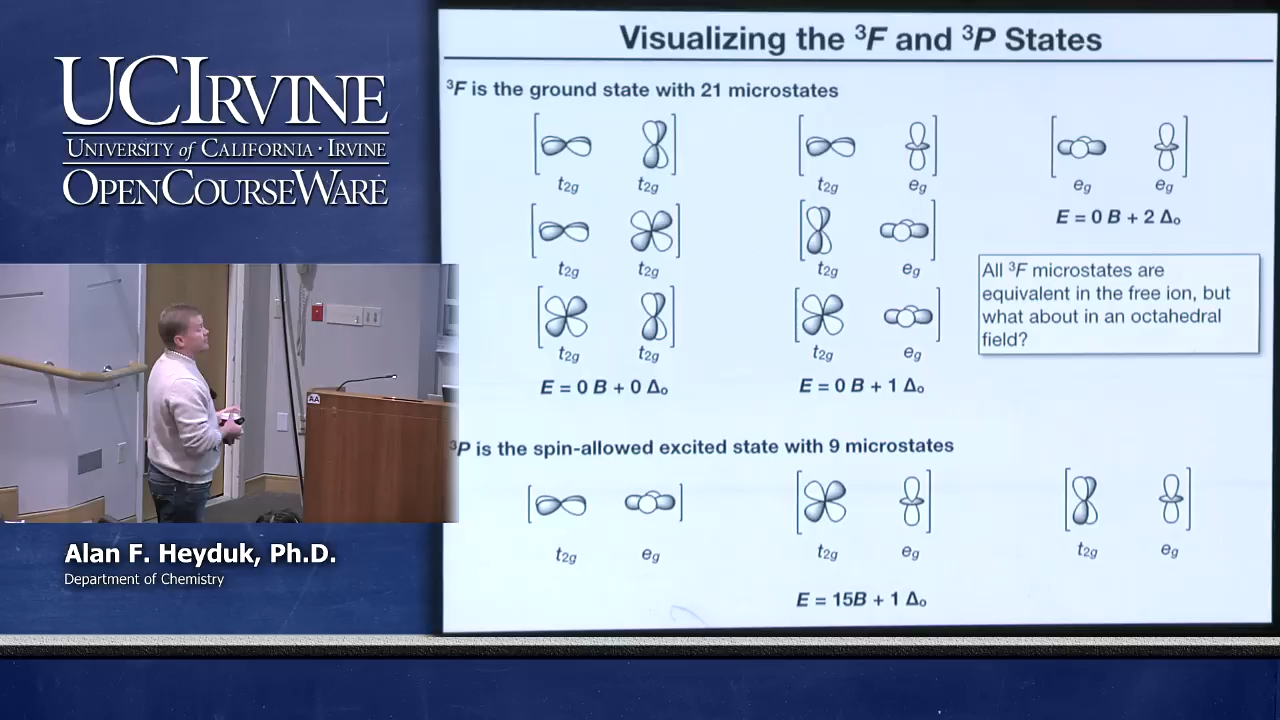 UCIRVINE
UNIVERSITY of CALIFORNIA · IRVINE
OPENCOURSEWARE
Alan F. Heyduk, Ph.D.
Department of Chemistry
AA
Visualizing the ³F and ³P States
³F is the ground state with 21 microstates
t₂g t₂g
t₂g eg
eg eg
E = 0 B + 2 Δₒ
t₂g t₂g
t₂g eg
All ³F microstates are
equivalent in the free ion, but
what about in an octahedral
field?
t₂g t₂g
t₂g eg
E = 0 B + 0 Δₒ
E = 0 B + 1 Δₒ
³P is the spin-allowed excited state with 9 microstates
t₂g eg
t₂g eg
t₂g eg
E = 15B + 1 Δₒ